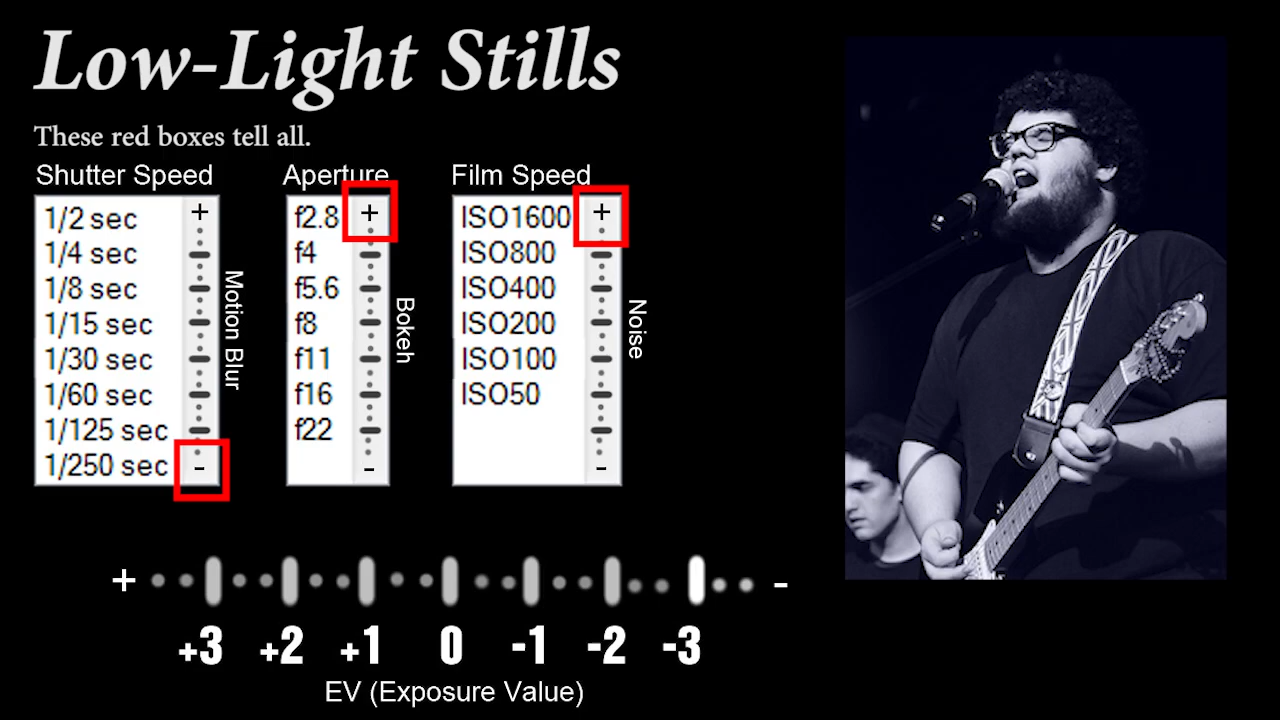 Low-Light Stills
These red boxes tell all.
Shutter Speed
1/2 sec
1/4 sec
1/8 sec
1/15 sec
1/30 sec
1/60 sec
1/125 sec
1/250 sec
+
-
Motion Blur
Aperture
f2.8
f4
f5.6
f8
f11
f16
f22
+
-
Bokeh
Film Speed
ISO1600
ISO800
ISO400
ISO200
ISO100
ISO50
+
-
Noise
+ -
+3 +2 +1 0 -1 -2 -3
EV (Exposure Value)